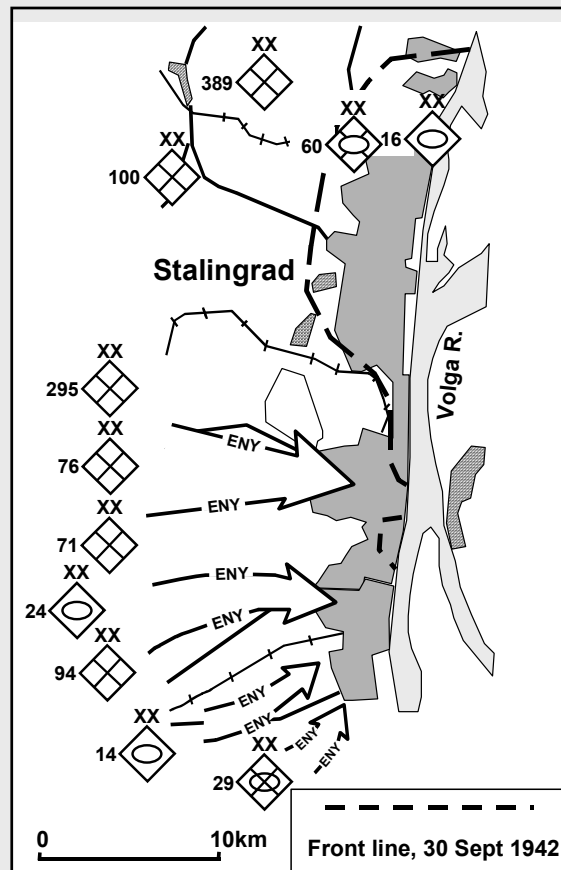 XX
389
XX
60
XX
16
XX
100
Stalingrad
Volga R.
XX
295
ENY
XX
76
ENY
XX
71
ENY
XX
24
ENY
XX
94
ENY
XX
14
ENY
ENY
XX
29
ENY
0 10km
Front line, 30 Sept 1942